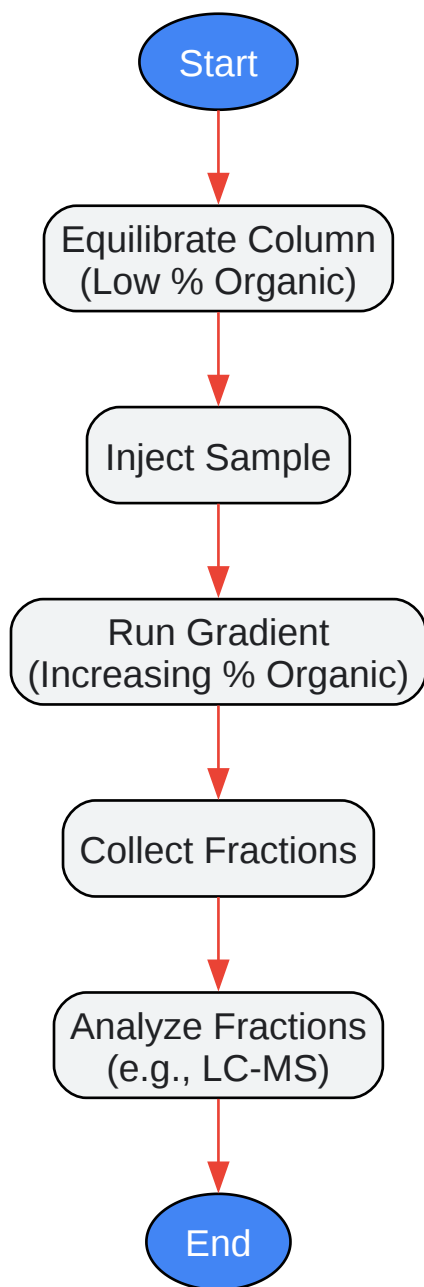 Start
Equilibrate Column
(Low % Organic)
Inject Sample
Run Gradient
(Increasing % Organic)
Collect Fractions
Analyze Fractions
(e.g., LC-MS)
End